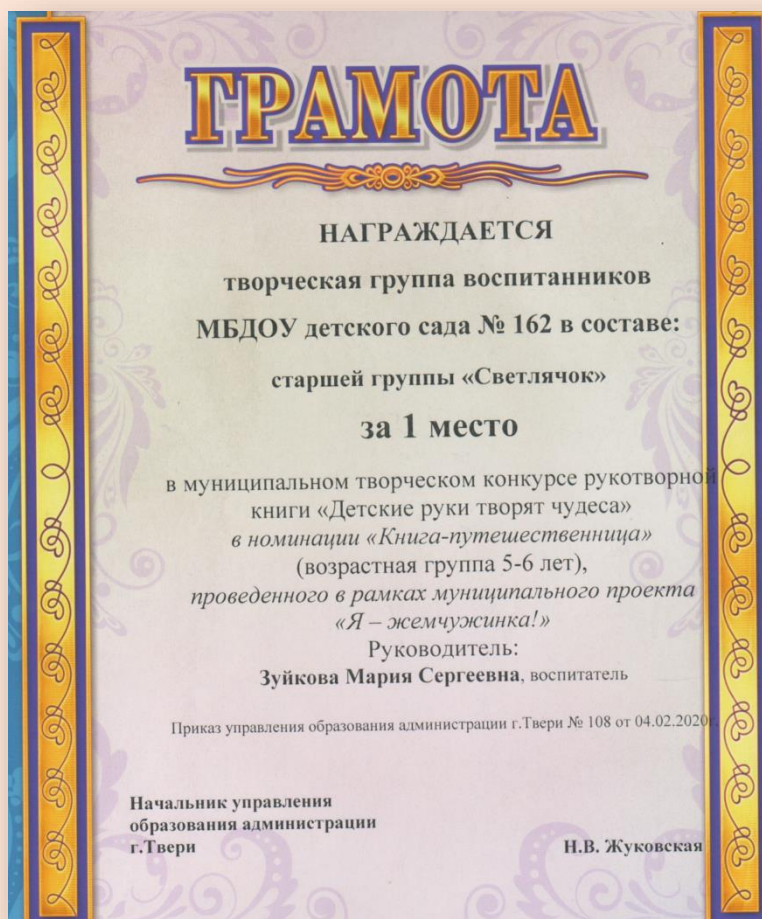 ГРАМОТА
НАГРАЖДАЕТСЯ
творческая группа воспитанников
МБДОУ детского сада № 162 в составе:
старшей группы «Светлячок»
за 1 место
в муниципальном творческом конкурсе рукотворной
книги «Детские руки творят чудеса»
в номинации «Книга-путешественница»
(возрастная группа 5-6 лет),
проведенного в рамках муниципального проекта
«Я – жемчужинка!»
Руководитель:
Зуйкова Мария Сергеевна, воспитатель
Приказ управления образования администрации г.Твери № 108 от 04.02.2020г.
Начальник управления
образования администрации
г.Твери Н.В. Жуковская